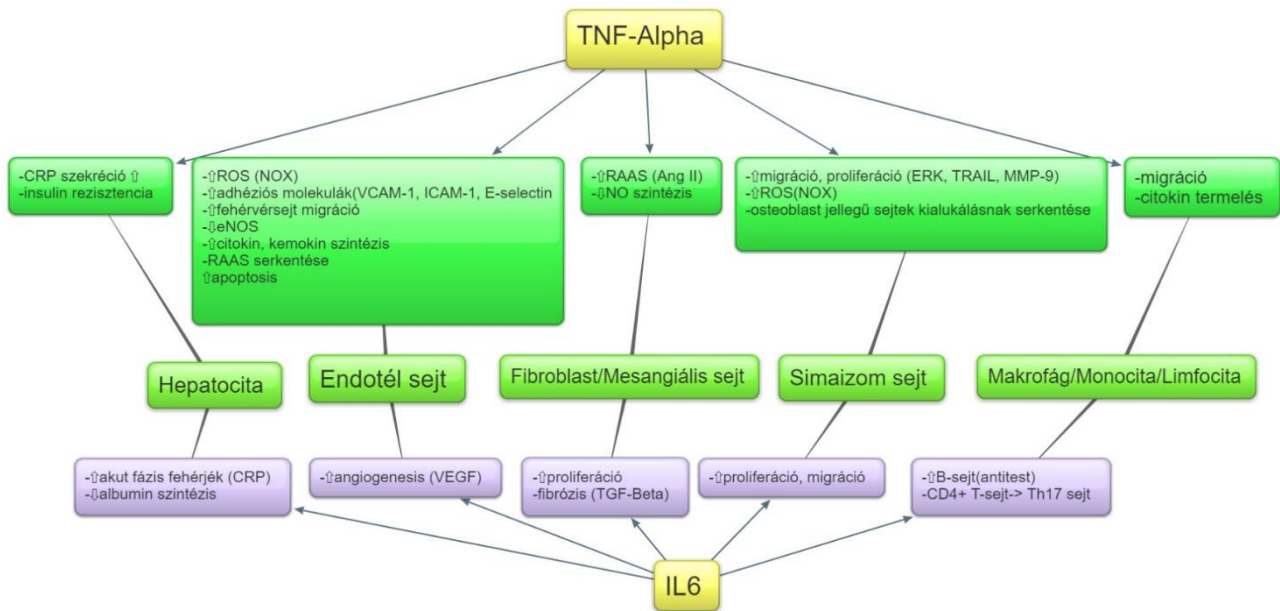 TNF-Alpha
-CRP szekréció ⇧
-insulin rezisztencia
-⇧ROS (NOX)
-⇧adhéziós molekulák(VCAM-1, ICAM-1, E-selectin
-⇧fehérvérsejt migráció
-⇩eNOS
-⇧citokin, kemokin szintézis
-RAAS serkentése
⇧apoptosis
-⇧RAAS (Ang II)
-⇩NO szintézis
-⇧migráció, proliferáció (ERK, TRAIL, MMP-9)
-⇧ROS(NOX)
-osteoblast jellegű sejtek kialukálásnak serkentése
-migráció
-citokin termelés
Hepatocita
Endotél sejt
Fibroblast/Mesangiális sejt
Simaizom sejt
Makrofág/Monocita/Limfocita
-⇧akut fázis fehérjék (CRP)
-⇩albumin szintézis
-⇧angiogenesis (VEGF)
-⇧proliferáció
-fibrózis (TGF-Beta)
-⇧proliferáció, migráció
-⇧B-sejt(antitest)
-CD4+ T-sejt-> Th17 sejt
IL6